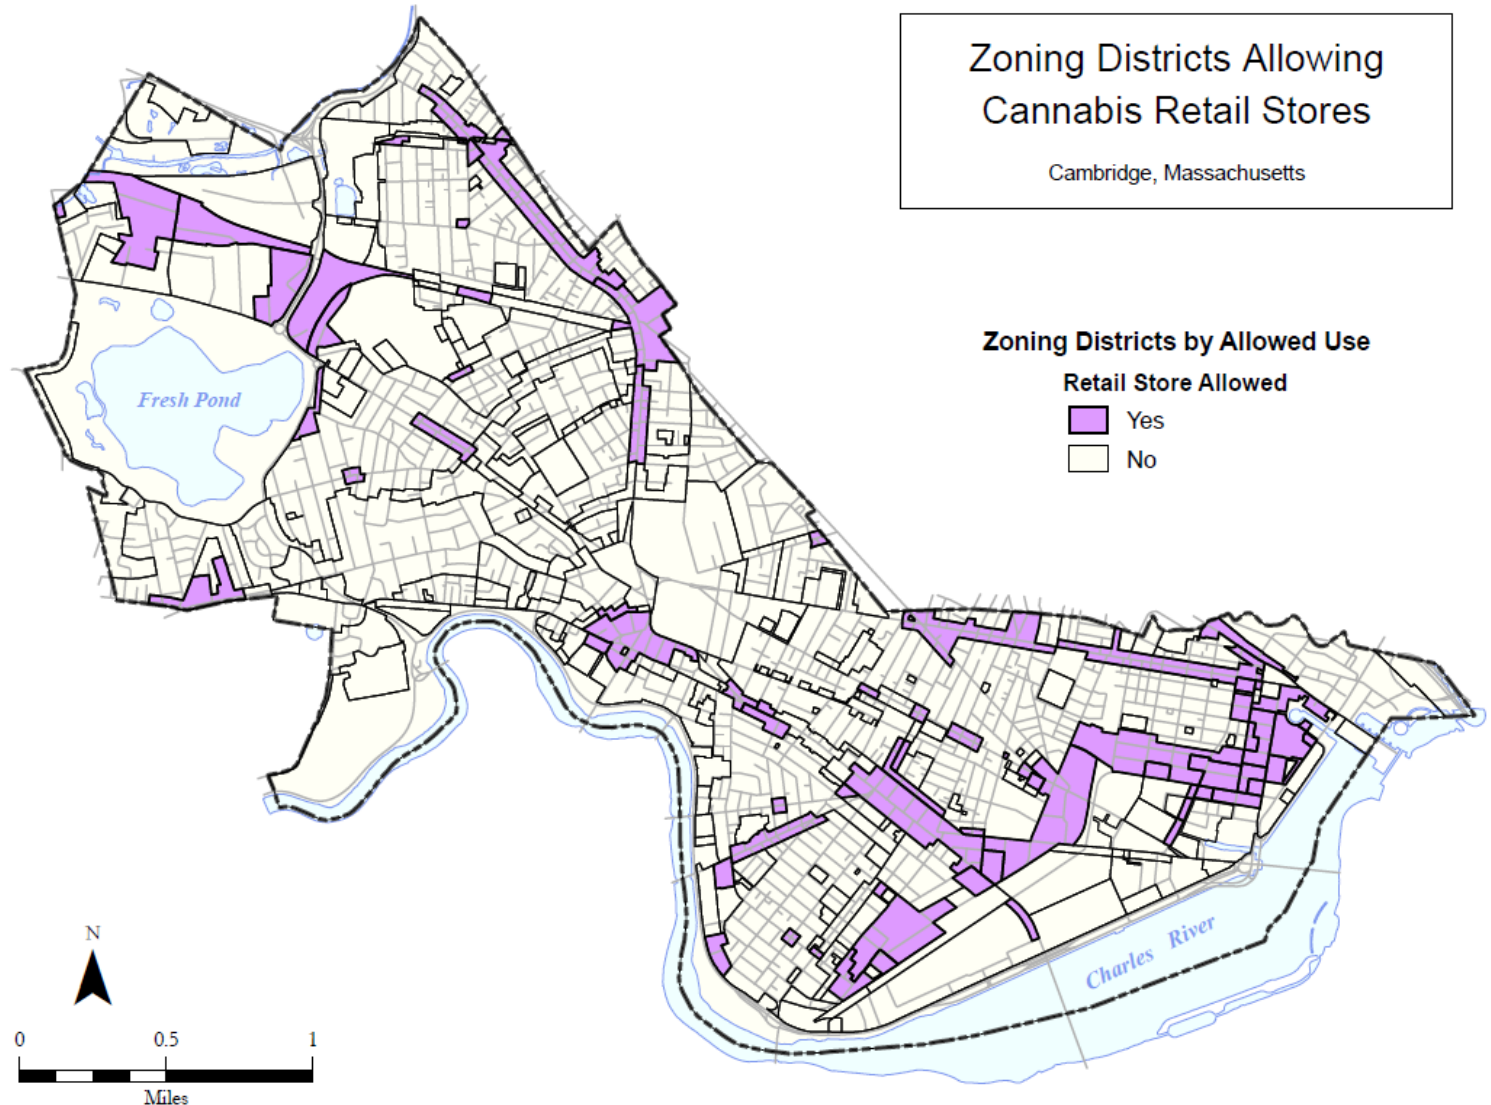 Zoning Districts Allowing
Cannabis Retail Stores
Cambridge, Massachusetts
Zoning Districts by Allowed Use
Retail Store Allowed
Yes
No
Fresh Pond
Charles River
N
0 0.5 1
Miles